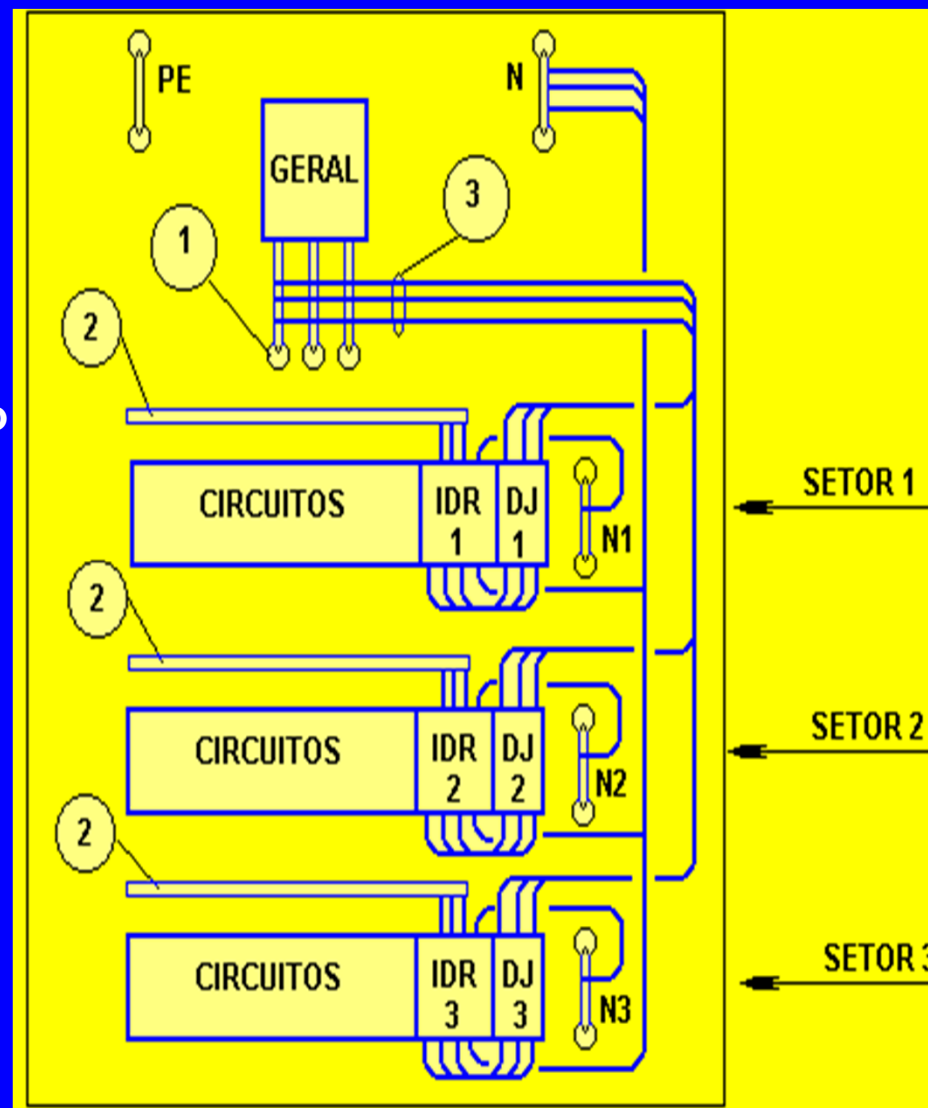 PE
N
GERAL
3
1
2
CIRCUITOS
IDR
1
DJ
1
N1
SETOR 1
2
CIRCUITOS
IDR
2
DJ
2
N2
SETOR 2
2
CIRCUITOS
IDR
3
DJ
3
N3
SETOR 3